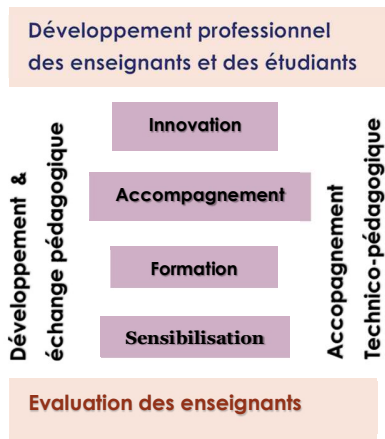 Développement professionnel
des enseignants et des étudiants
Développement &
échange pédagogique
Innovation
Accompagnement
Formation
Sensibilisation
Accopagnement
Technico-pédagogique
Evaluation des enseignants